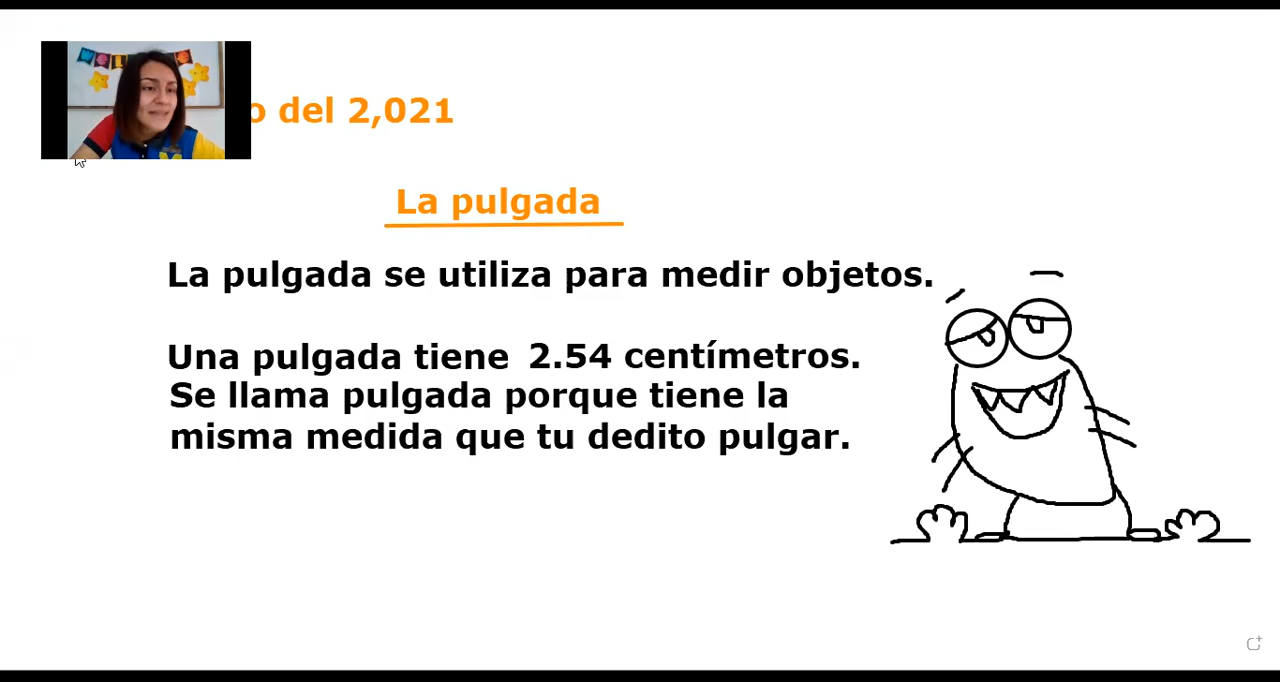 o del 2,021
La pulgada
La pulgada se utiliza para medir objetos.
Una pulgada tiene 2.54 centímetros.
Se llama pulgada porque tiene la
misma medida que tu dedito pulgar.